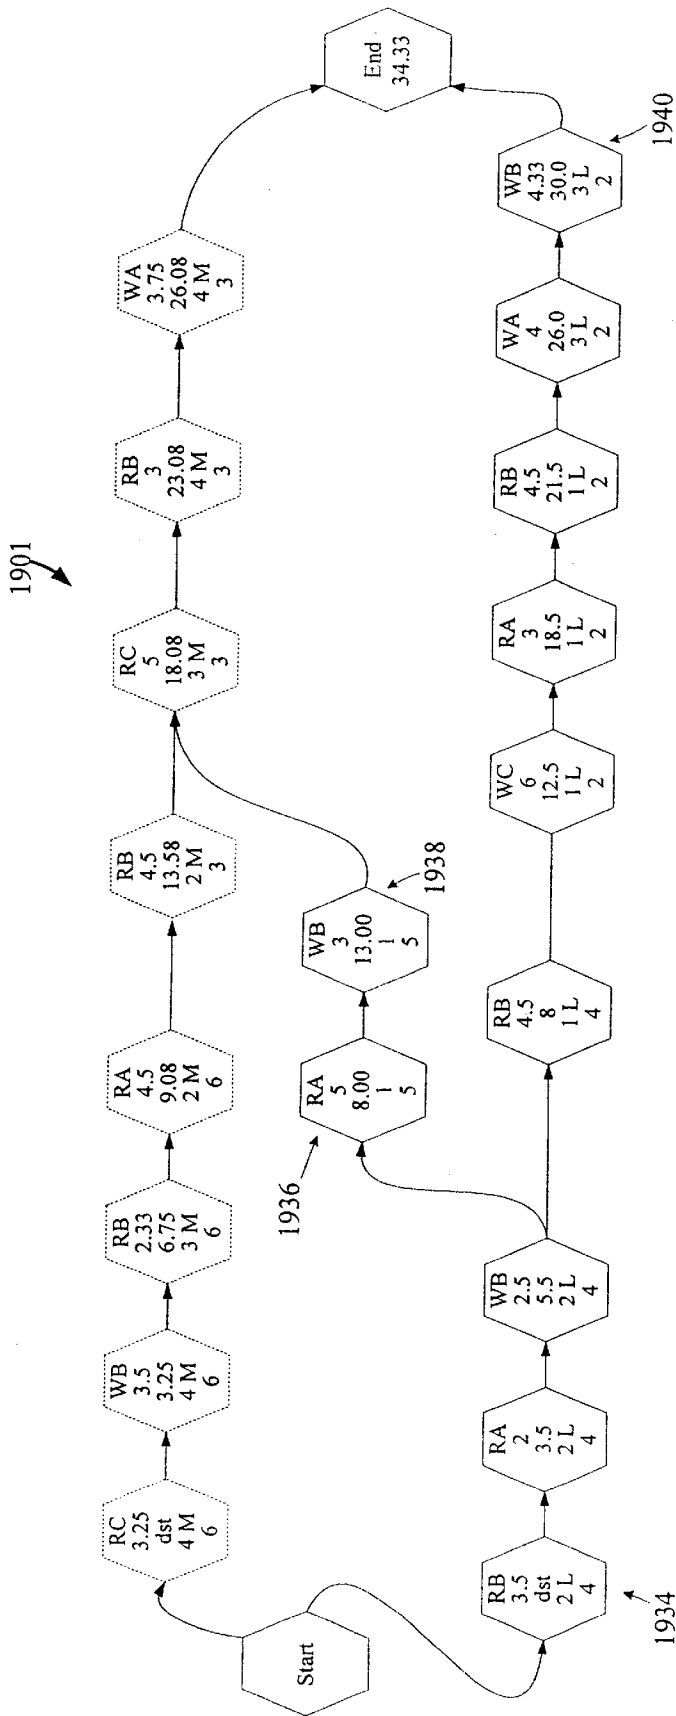 1901
Start
RC
3.25
dst
4 M
6
WB
3.5
3.25
4 M
6
RB
2.33
6.75
3 M
6
RA
4.5
9.08
2 M
6
RB
4.5
13.58
2 M
3
RC
5
18.08
3 M
3
RB
3
23.08
4 M
3
WA
3.75
26.08
4 M
3
End
34.33
1936
RA
5
8.00
1
5
WB
3
13.00
1
5
1938
RB
3.5
dst
2 L
4
1934
RA
2
3.5
2 L
4
WB
2.5
5.5
2 L
4
RB
4.5
8
1 L
4
WC
6
12.5
1 L
2
RA
3
18.5
1 L
2
RB
4.5
21.5
1 L
2
WA
4
26.0
3 L
2
WB
4.33
30.0
3 L
2
1940